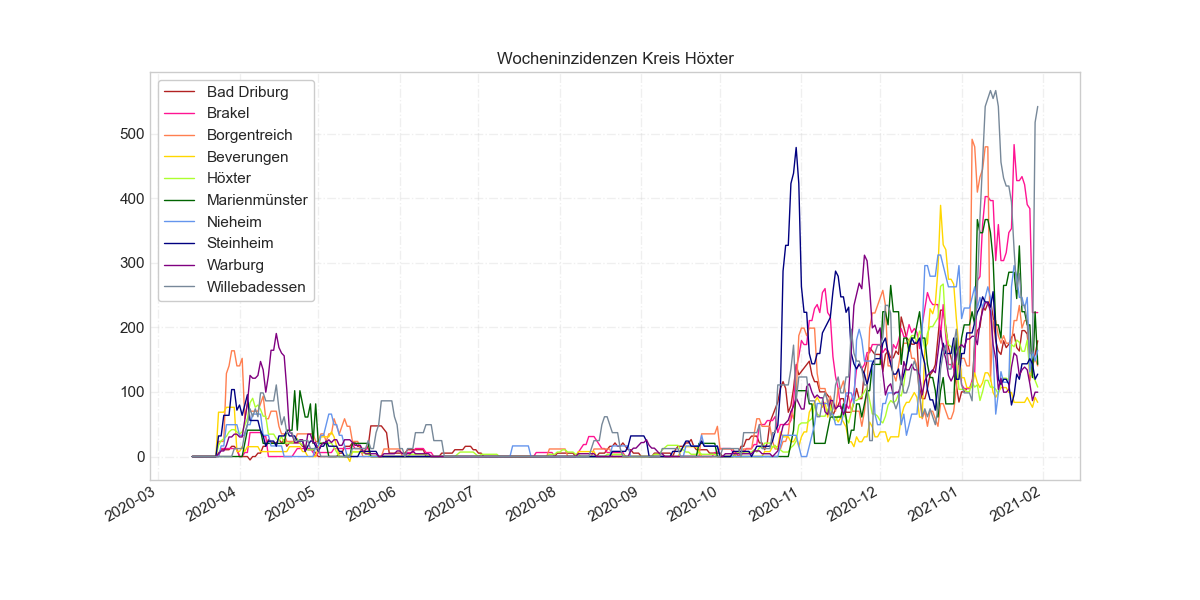 Wocheninzidenzen Kreis Höxter
Bad Driburg
Brakel
Borgentreich
Beverungen
Höxter
Marienmünster
Nieheim
Steinheim
Warburg
Willebadessen
500
400
300
200
100
0
2020-03
2020-04
2020-05
2020-06
2020-07
2020-08
2020-09
2020-10
2020-11
2020-12
2021-01
2021-02